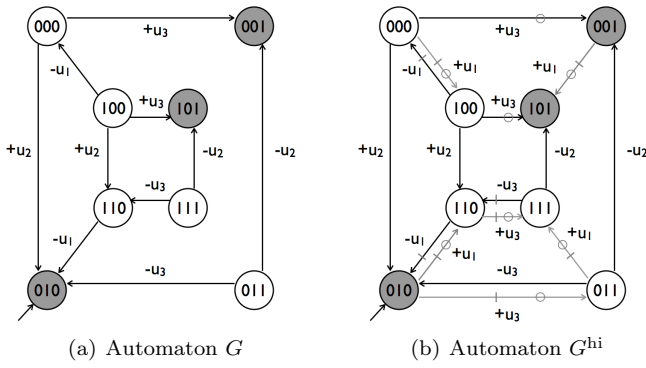 000 +u₃ 001 000 +u₃ 001
-u₁ -u₁ +u₁ +u₁
100 +u₃ 101 100 +u₃ 101
+u₂ +u₂ -u₂ -u₂ +u₂ +u₂ -u₂ -u₂
-u₃ -u₃
110 111 110 111
+u₃
-u₁ -u₁ +u₁ +u₁
-u₃ -u₃
010 011 010 011
+u₃
(a) Automaton G (b) Automaton Gʰⁱ